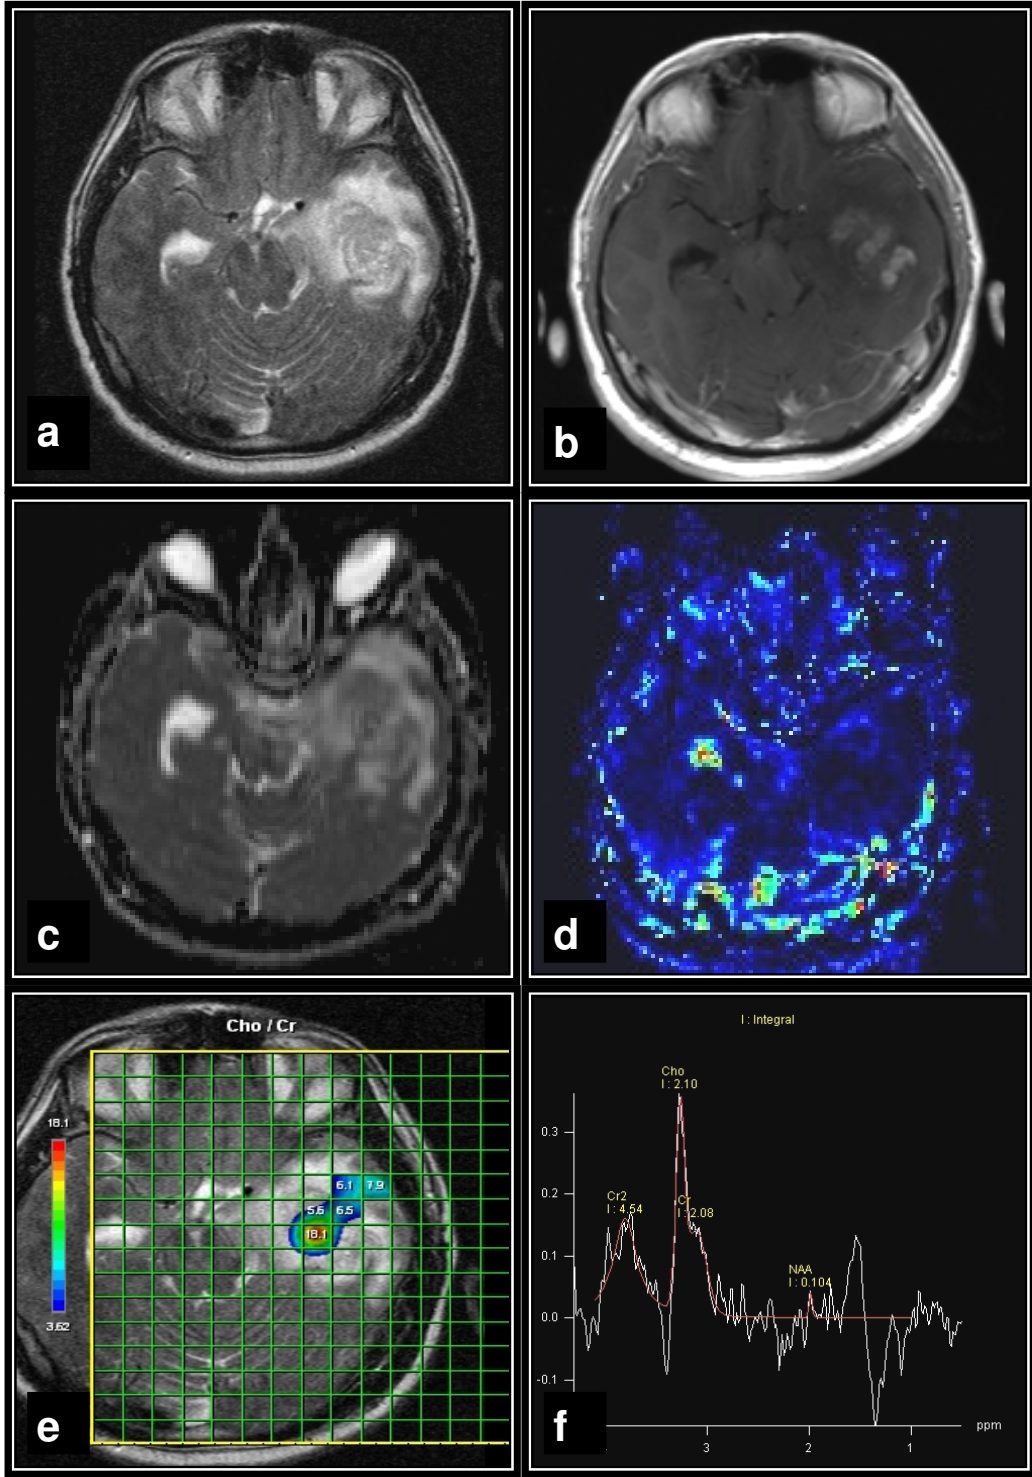 a
b
c
d
Cho / Cr
18.1
3.62
6.1 7.9
5.6 6.5
18.1
e
I : Integral
Cho
I : 2.10
Cr2
I : 4.54
Cr
I : 2.08
NAA
I : 0.104
0.3
0.2
0.1
0.0
-0.1
ppm
3 2 1
f